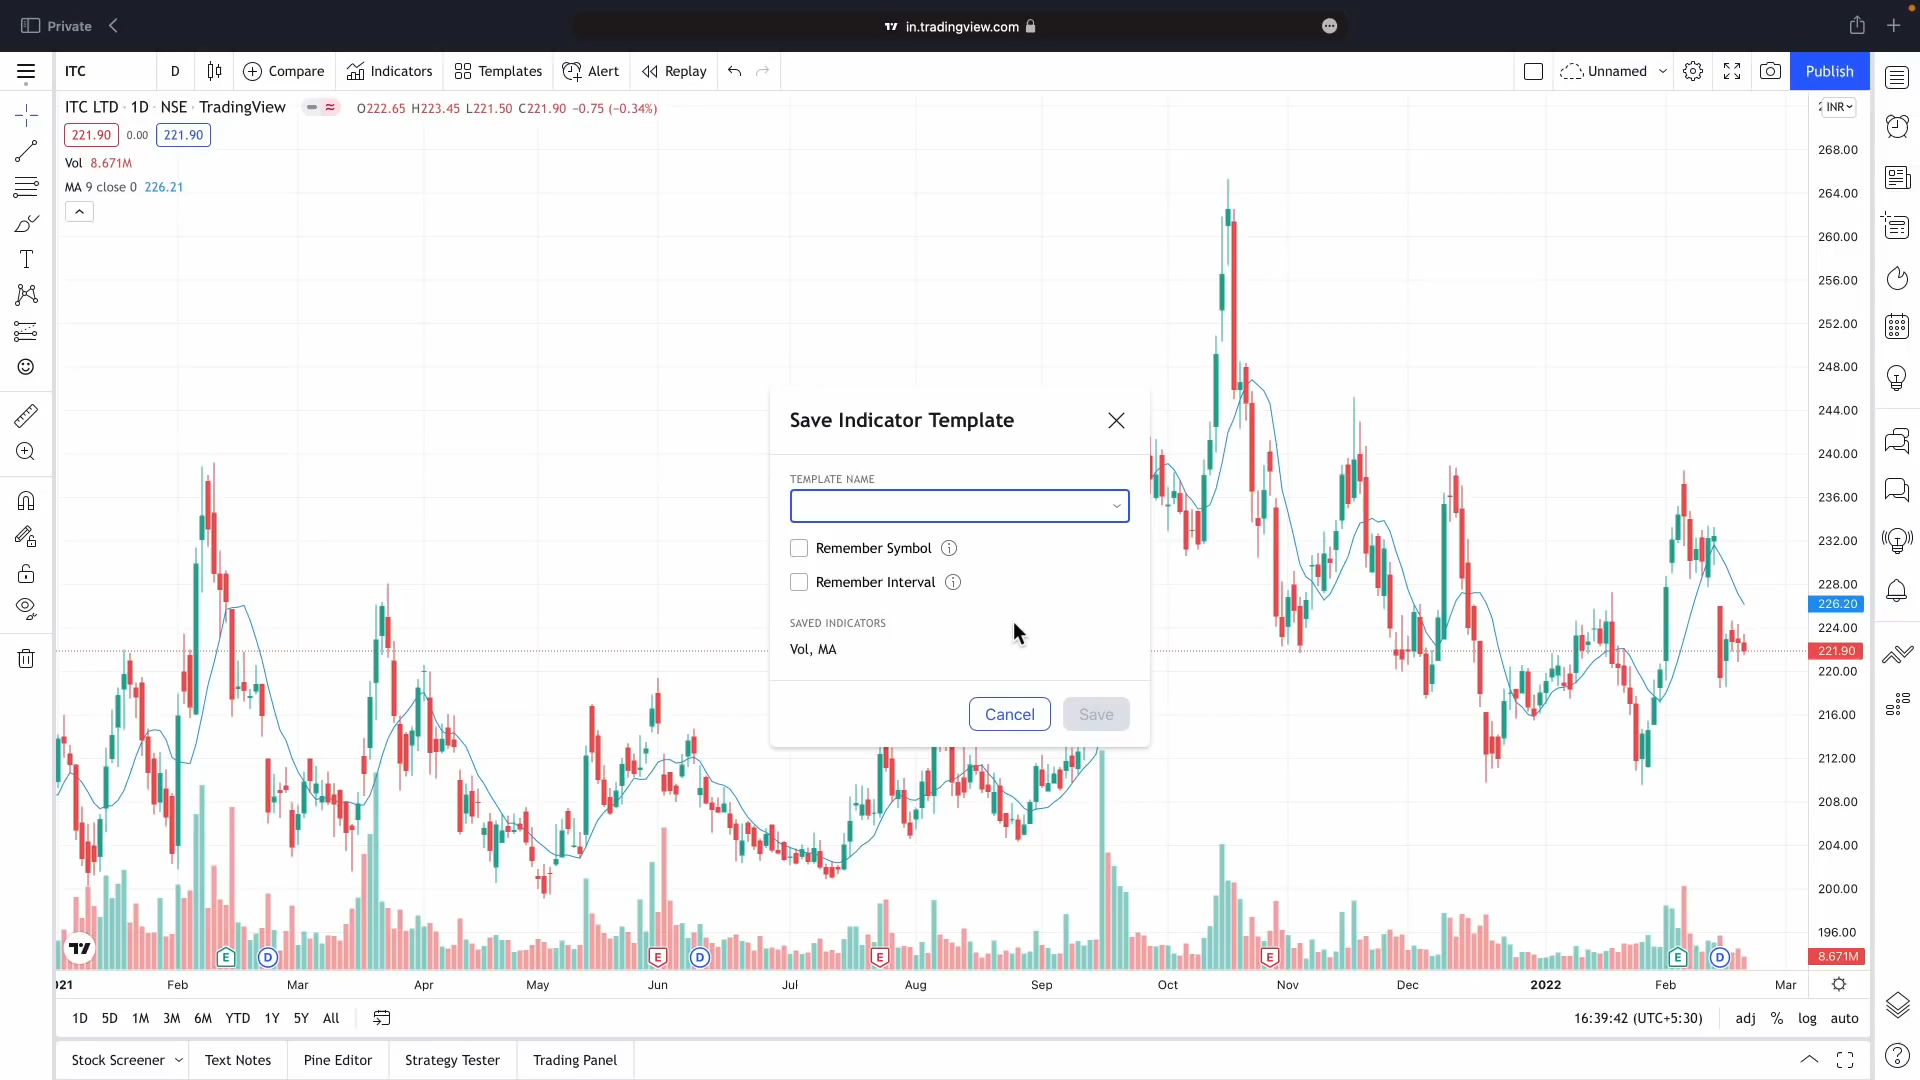 Private
in.tradingview.com
ITC D Compare Indicators Templates Alert Replay Unnamed Publish
ITC LTD · 1D · NSE · TradingView O222.65 H223.45 L221.50 C221.90 −0.75 (−0.34%)
INR
221.90 0.00 221.90
Vol 8.671M
MA 9 close 0 226.21
268.00
264.00
260.00
256.00
252.00
248.00
244.00
240.00
236.00
232.00
228.00
226.20
224.00
221.90
220.00
216.00
212.00
208.00
204.00
200.00
196.00
8.671M
Save Indicator Template
TEMPLATE NAME
Remember Symbol
Remember Interval
SAVED INDICATORS
Vol, MA
Cancel Save
E D E D E E E D
021 Feb Mar Apr May Jun Jul Aug Sep Oct Nov Dec 2022 Feb Mar
1D 5D 1M 3M 6M YTD 1Y 5Y All 16:39:42 (UTC+5:30) adj % log auto
Stock Screener Text Notes Pine Editor Strategy Tester Trading Panel